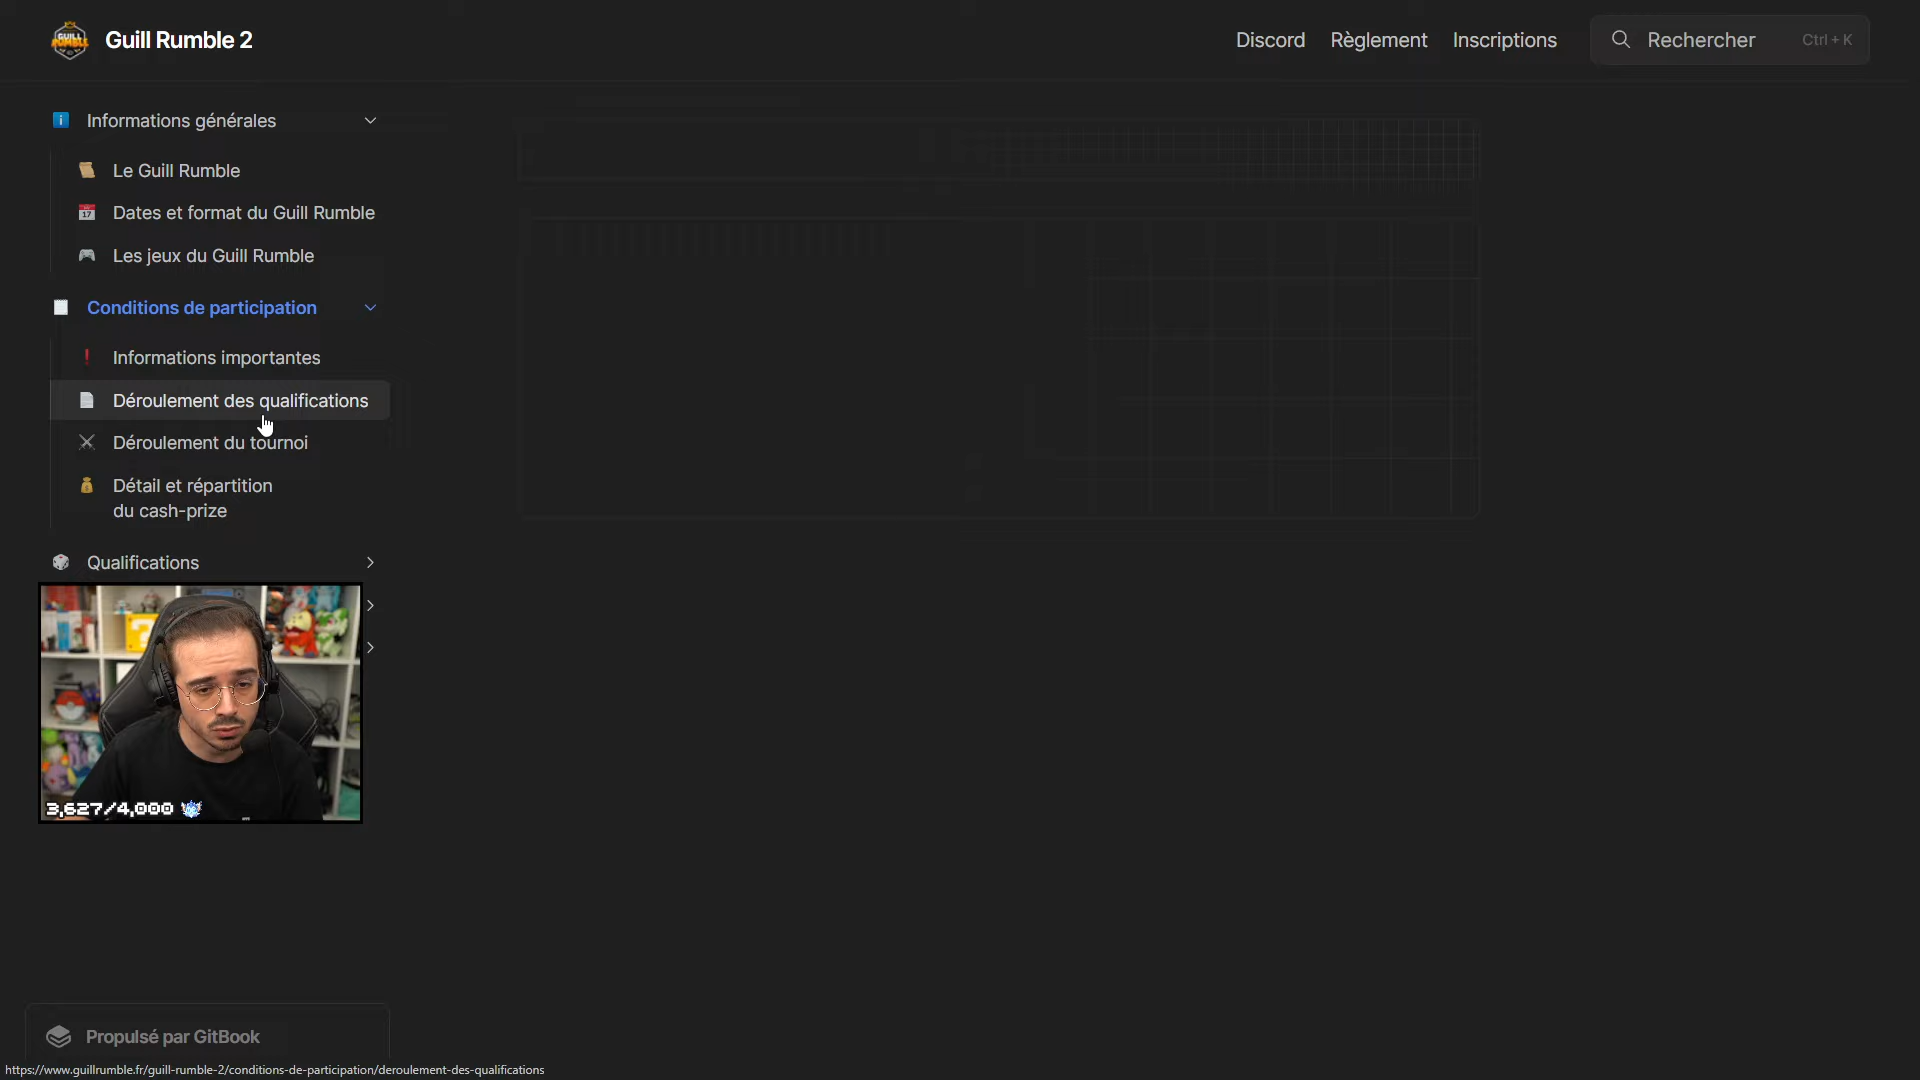 GUILL RUMBLE
Guill Rumble 2
Discord
Règlement
Inscriptions
Rechercher
Ctrl + K
Informations générales
Le Guill Rumble
17
Dates et format du Guill Rumble
Les jeux du Guill Rumble
Conditions de participation
Informations importantes
Déroulement des qualifications
Déroulement du tournoi
Détail et répartition
du cash-prize
Qualifications
3,627/4,000
Propulsé par GitBook
https://www.guillrumble.fr/guill-rumble-2/conditions-de-participation/deroulement-des-qualifications